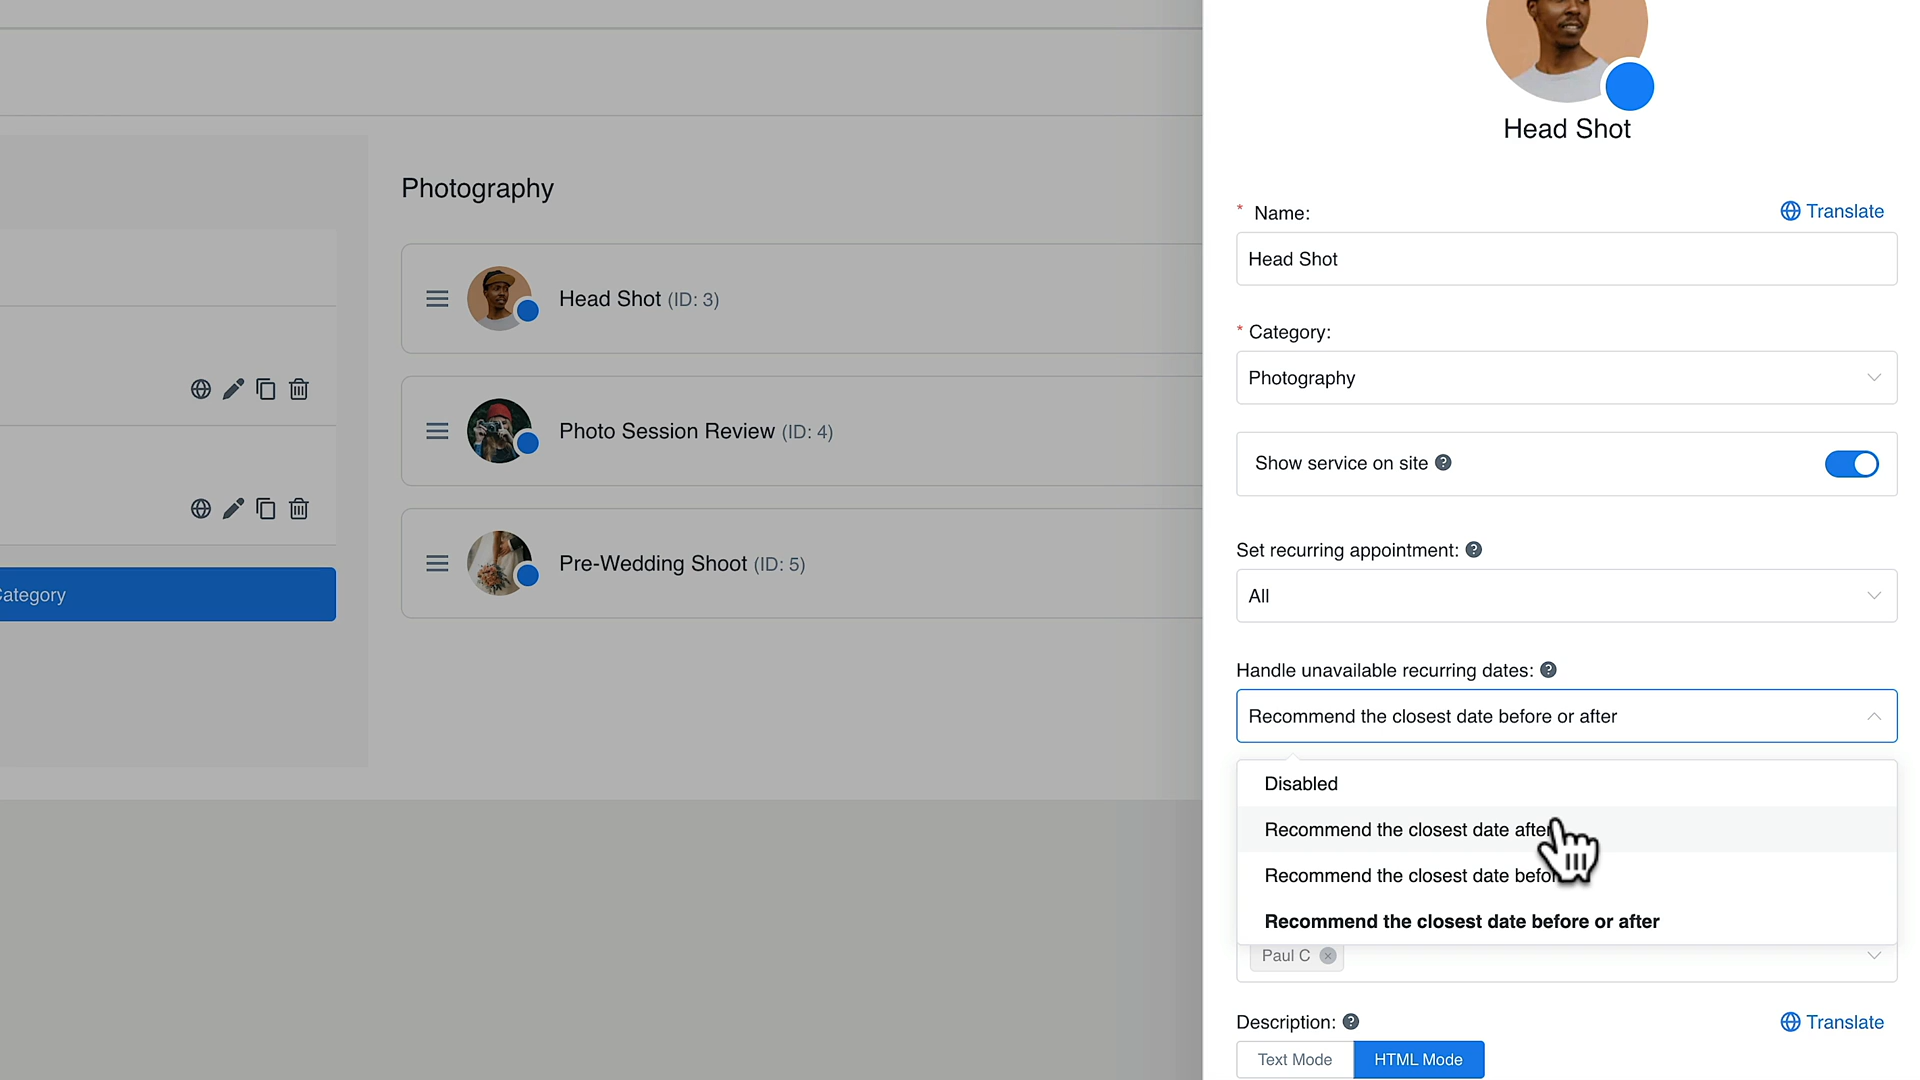 Category
Photography
Head Shot (ID: 3)
Photo Session Review (ID: 4)
Pre-Wedding Shoot (ID: 5)
Head Shot
* Name:
Translate
Head Shot
* Category:
Photography
Show service on site ?
Set recurring appointment: ?
All
Handle unavailable recurring dates: ?
Recommend the closest date before or after
Disabled
Recommend the closest date after
Recommend the closest date before
Recommend the closest date before or after
Paul C
Description: ?
Translate
Text Mode
HTML Mode